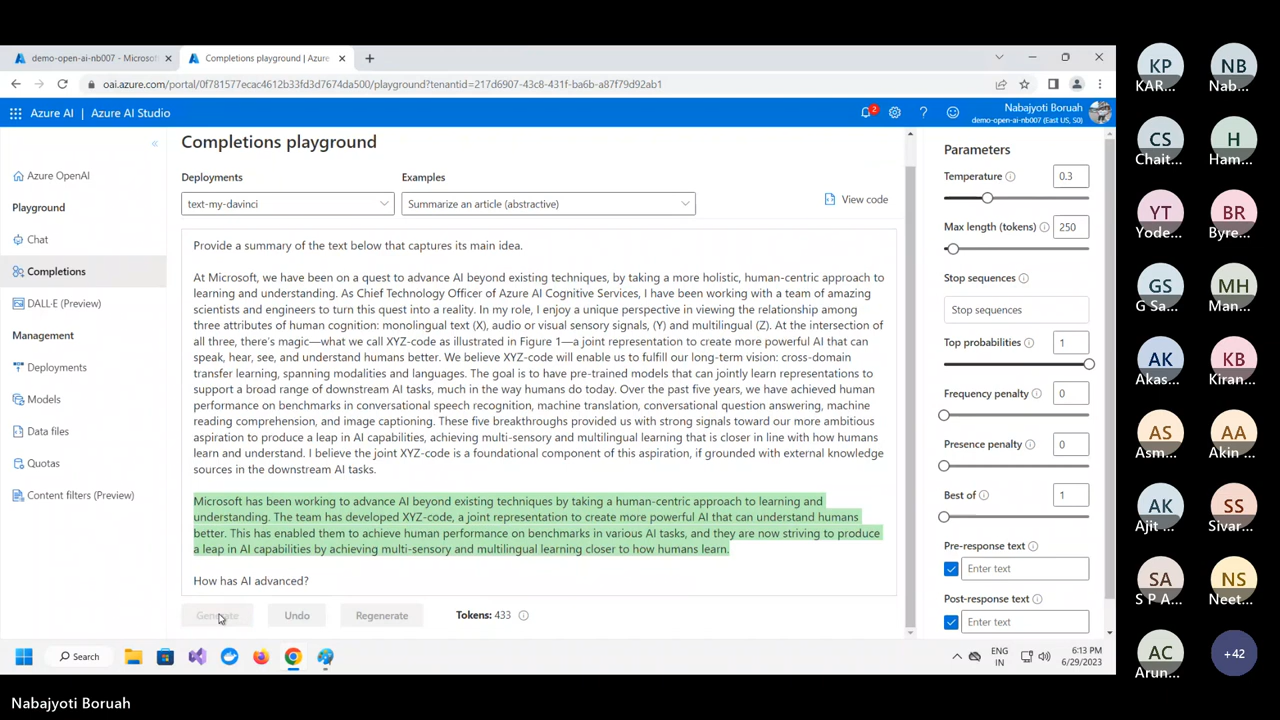 demo-open-ai-nb007 - Microsof
Completions playground | Azure
oai.azure.com/portal/0f781577ecac4612b33fd3d7674da500/playground?tenantid=217d6907-43c8-431f-ba6b-a87f79d92ab1
Azure AI | Azure AI Studio
2
Nabajyoti Boruah
demo-open-ai-nb007 (East US, S0)
Azure OpenAI
Playground
Chat
Completions
DALL·E (Preview)
Management
Deployments
Models
Data files
Quotas
Content filters (Preview)
Completions playground
Deployments
Examples
text-my-davinci
Summarize an article (abstractive)
View code
Provide a summary of the text below that captures its main idea.
At Microsoft, we have been on a quest to advance AI beyond existing techniques, by taking a more holistic, human-centric approach to
learning and understanding. As Chief Technology Officer of Azure AI Cognitive Services, I have been working with a team of amazing
scientists and engineers to turn this quest into a reality. In my role, I enjoy a unique perspective in viewing the relationship among
three attributes of human cognition: monolingual text (X), audio or visual sensory signals, (Y) and multilingual (Z). At the intersection of
all three, there's magic—what we call XYZ-code as illustrated in Figure 1—a joint representation to create more powerful AI that can
speak, hear, see, and understand humans better. We believe XYZ-code will enable us to fulfill our long-term vision: cross-domain
transfer learning, spanning modalities and languages. The goal is to have pre-trained models that can jointly learn representations to
support a broad range of downstream AI tasks, much in the way humans do today. Over the past five years, we have achieved human
performance on benchmarks in conversational speech recognition, machine translation, conversational question answering, machine
reading comprehension, and image captioning. These five breakthroughs provided us with strong signals toward our more ambitious
aspiration to produce a leap in AI capabilities, achieving multi-sensory and multilingual learning that is closer in line with how humans
learn and understand. I believe the joint XYZ-code is a foundational component of this aspiration, if grounded with external knowledge
sources in the downstream AI tasks.
Microsoft has been working to advance AI beyond existing techniques by taking a human-centric approach to learning and
understanding. The team has developed XYZ-code, a joint representation to create more powerful AI that can understand humans
better. This has enabled them to achieve human performance on benchmarks in various AI tasks, and they are now striving to produce
a leap in AI capabilities by achieving multi-sensory and multilingual learning closer to how humans learn.
How has AI advanced?
Generate
Undo
Regenerate
Tokens: 433
Parameters
Temperature
0.3
Max length (tokens)
250
Stop sequences
Stop sequences
Top probabilities
1
Frequency penalty
0
Presence penalty
0
Best of
1
Pre-response text
Enter text
Post-response text
Enter text
Search
ENG
IN
6:13 PM
6/29/2023
KP
KAR...
NB
Nab...
CS
Chait...
H
Ham...
YT
Yode...
BR
Byre...
GS
G Sa...
MH
Man...
AK
Akas...
KB
Kiran...
AS
Asm...
AA
Akin ...
AK
Ajit ...
SS
Sivar...
SA
S P A...
NS
Neet...
AC
Arun...
+42
Nabajyoti Boruah